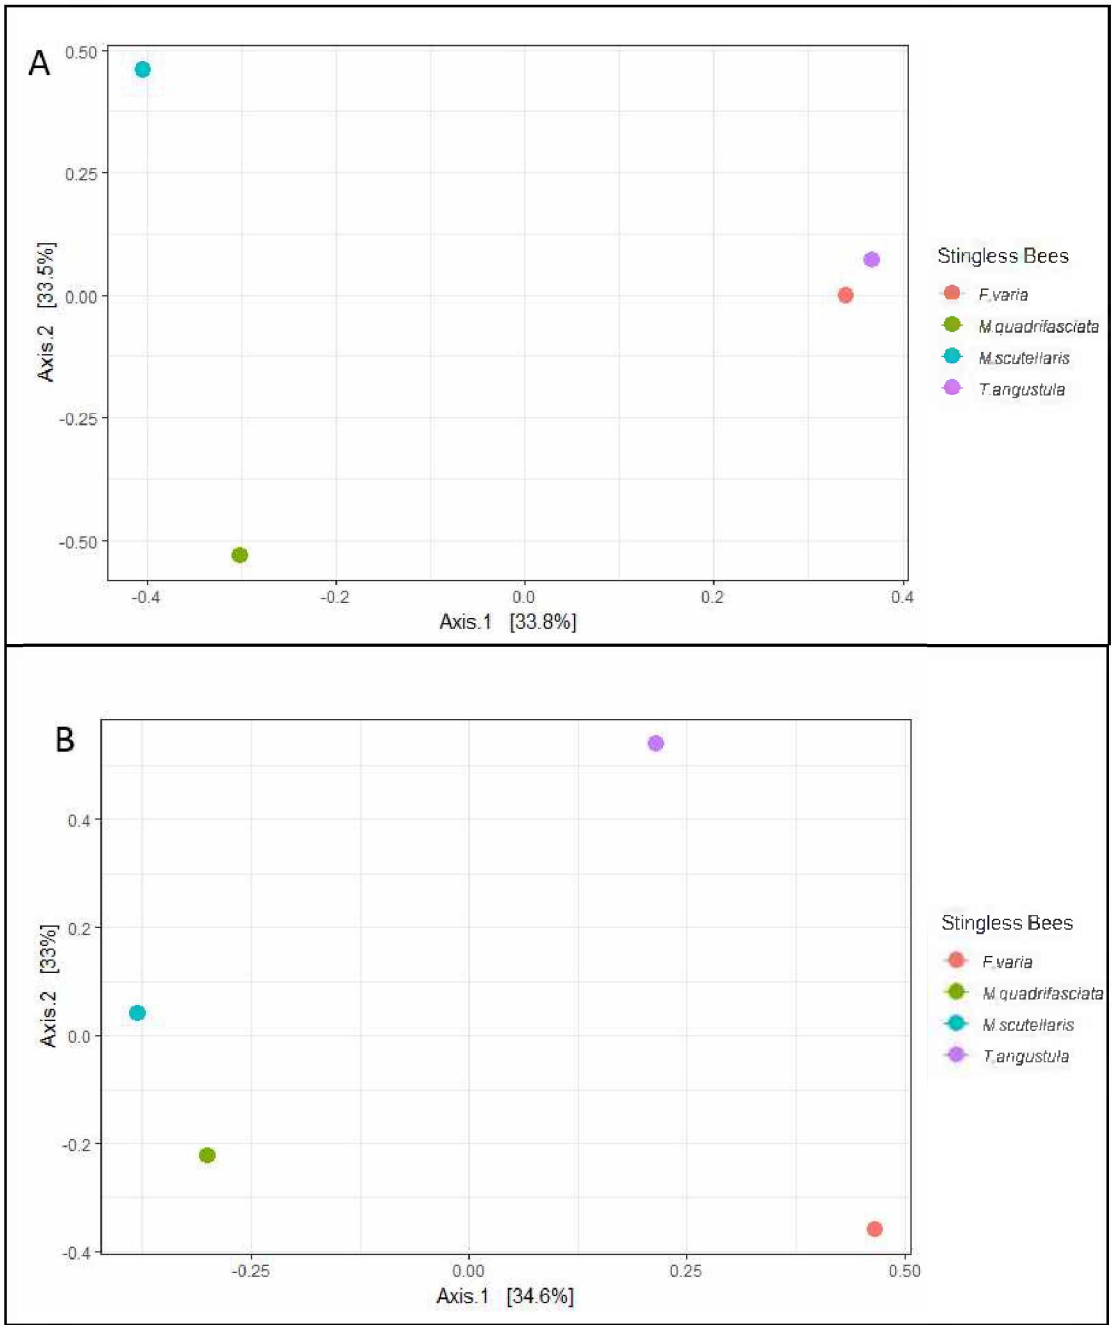 A
0.50
0.25
0.00
-0.25
-0.50
Axis.2 [33.5%]
-0.4
-0.2
0.0
0.2
0.4
Axis.1 [33.8%]
Stingless Bees
F.varia
M.quadrifasciata
M.scutellaris
T.angustula
B
0.4
0.2
0.0
-0.2
-0.4
Axis.2 [33%]
-0.25
0.00
0.25
0.50
Axis.1 [34.6%]
Stingless Bees
F.varia
M.quadrifasciata
M.scutellaris
T.angustula